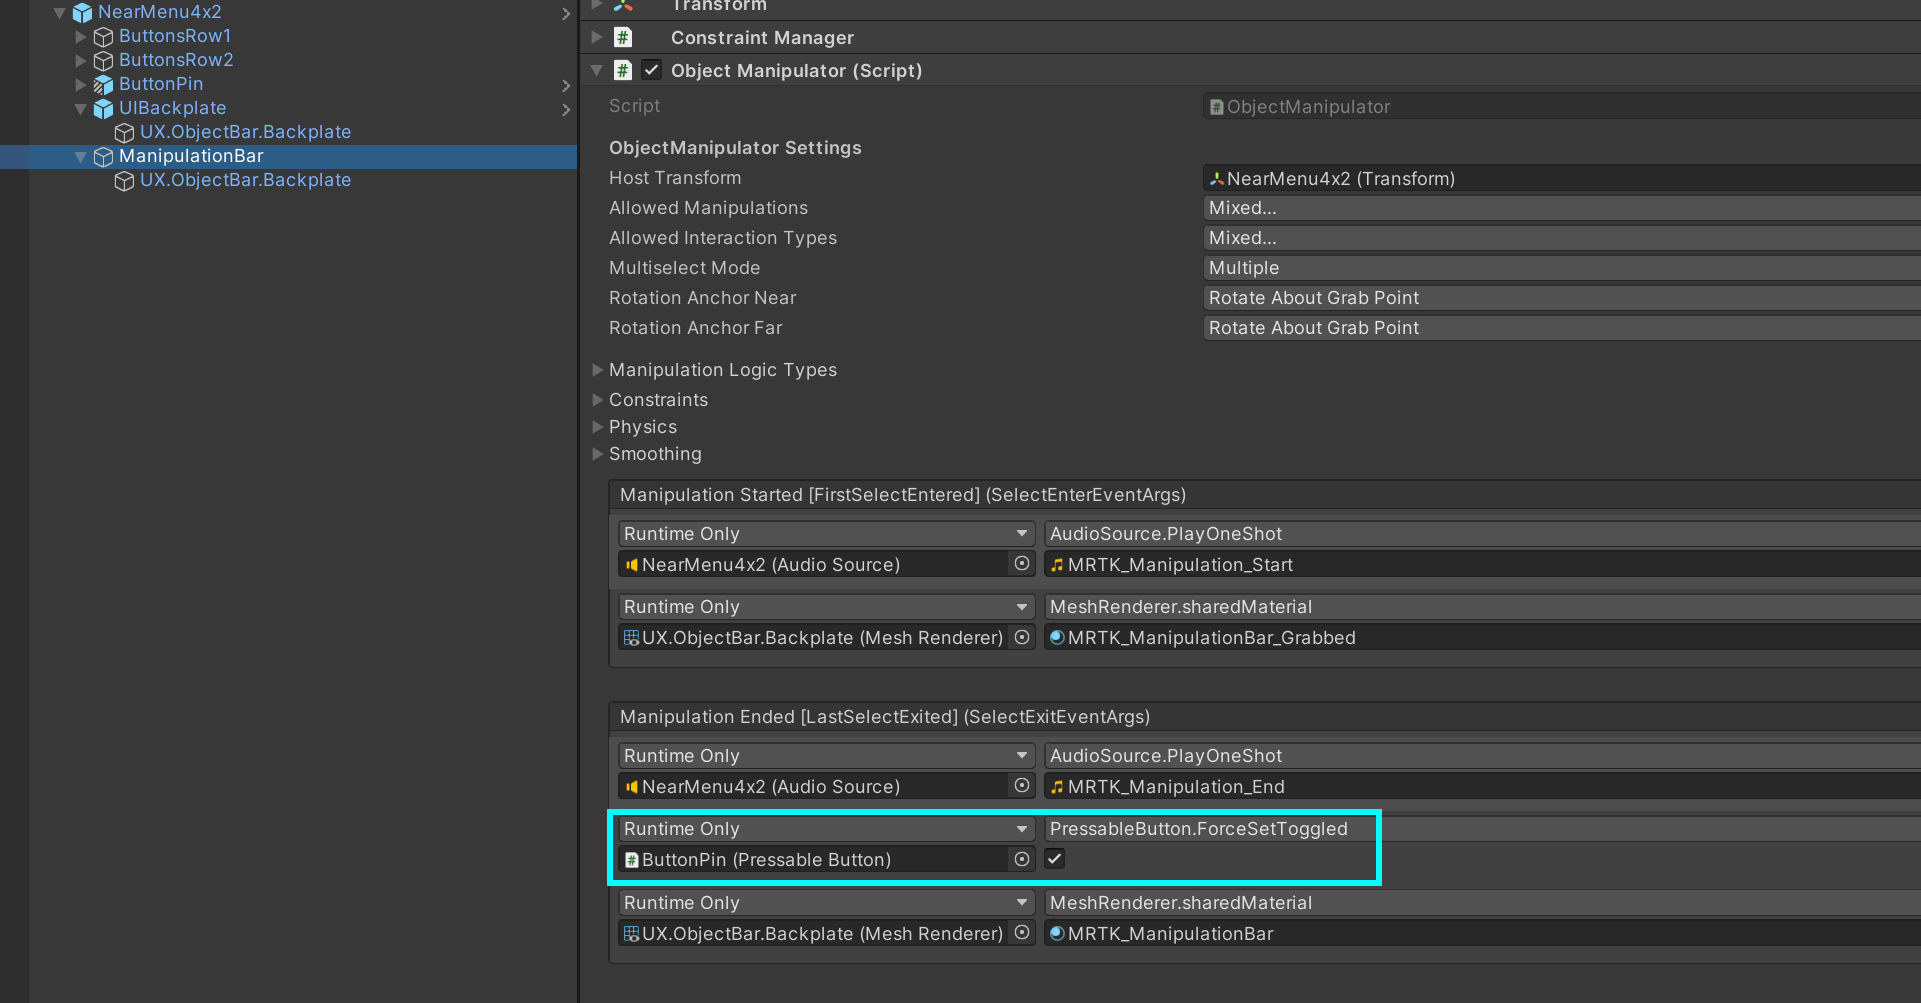 NearMenu4x2
ButtonsRow1
ButtonsRow2
ButtonPin
UIBackplate
UX.ObjectBar.Backplate
ManipulationBar
UX.ObjectBar.Backplate
Transform
Constraint Manager
Object Manipulator (Script)
Script ObjectManipulator
ObjectManipulator Settings
Host Transform NearMenu4x2 (Transform)
Allowed Manipulations Mixed...
Allowed Interaction Types Mixed...
Multiselect Mode Multiple
Rotation Anchor Near Rotate About Grab Point
Rotation Anchor Far Rotate About Grab Point
Manipulation Logic Types
Constraints
Physics
Smoothing
Manipulation Started [FirstSelectEntered] (SelectEnterEventArgs)
Runtime Only AudioSource.PlayOneShot
NearMenu4x2 (Audio Source) MRTK_Manipulation_Start
Runtime Only MeshRenderer.sharedMaterial
UX.ObjectBar.Backplate (Mesh Renderer) MRTK_ManipulationBar_Grabbed
Manipulation Ended [LastSelectExited] (SelectExitEventArgs)
Runtime Only AudioSource.PlayOneShot
NearMenu4x2 (Audio Source) MRTK_Manipulation_End
Runtime Only PressableButton.ForceSetToggled
ButtonPin (Pressable Button)
Runtime Only MeshRenderer.sharedMaterial
UX.ObjectBar.Backplate (Mesh Renderer) MRTK_ManipulationBar